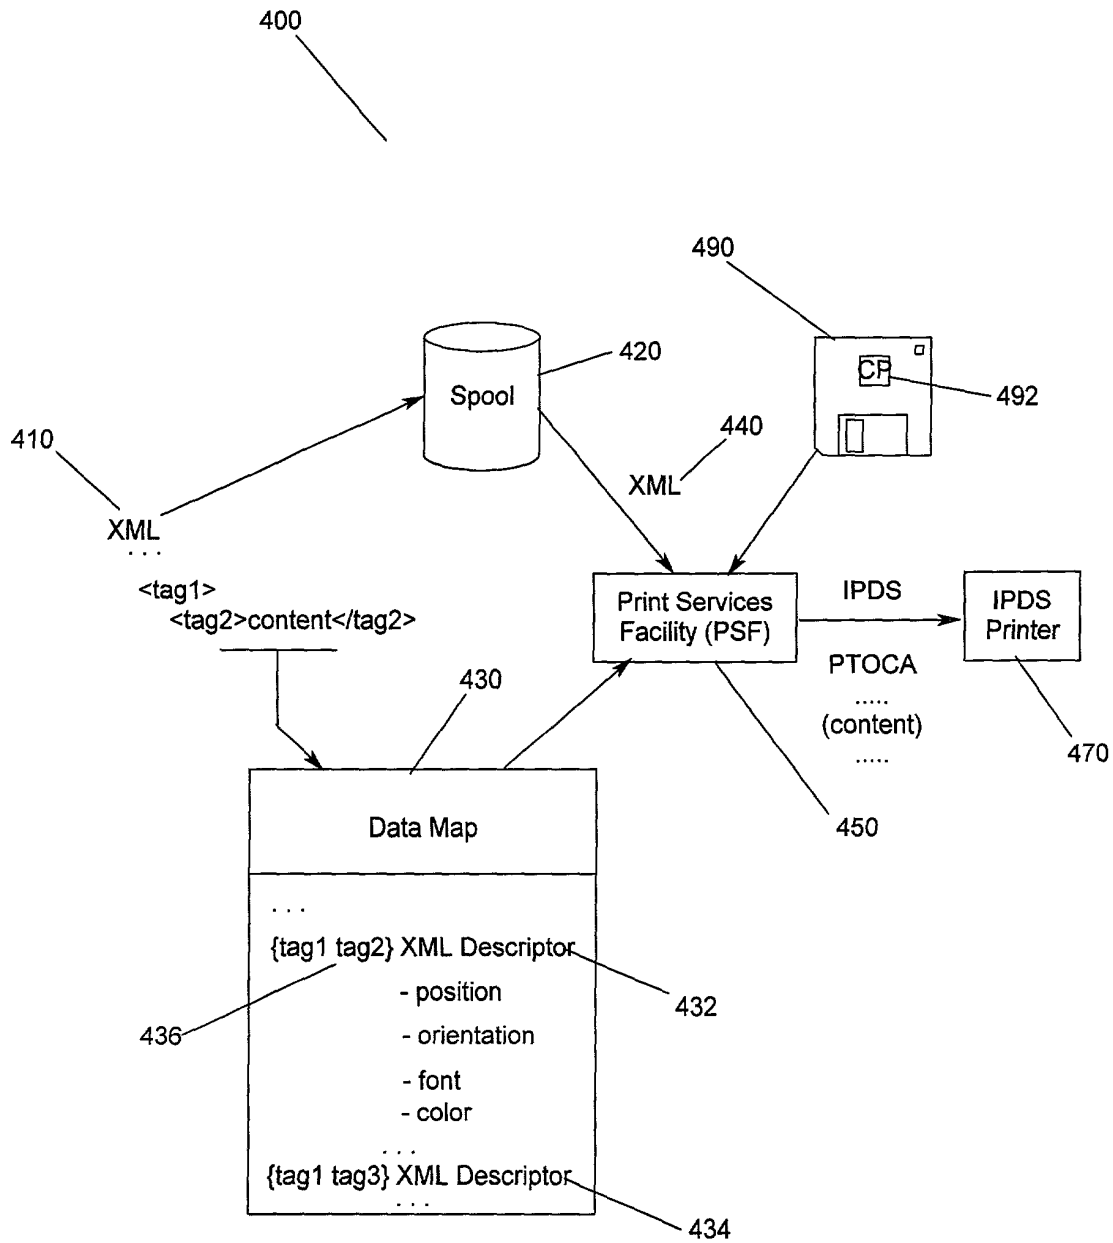 400
490
420
Spool
CP
492
410
440
XML
XML
. . .
<tag1>
<tag2>content</tag2>
Print Services
Facility (PSF)
IPDS
IPDS
Printer
PTOCA
.....
(content)
.....
430
470
450
Data Map
. . .
{tag1 tag2} XML Descriptor
- position
432
436
- orientation
- font
- color
. . .
{tag1 tag3} XML Descriptor
. . .
434